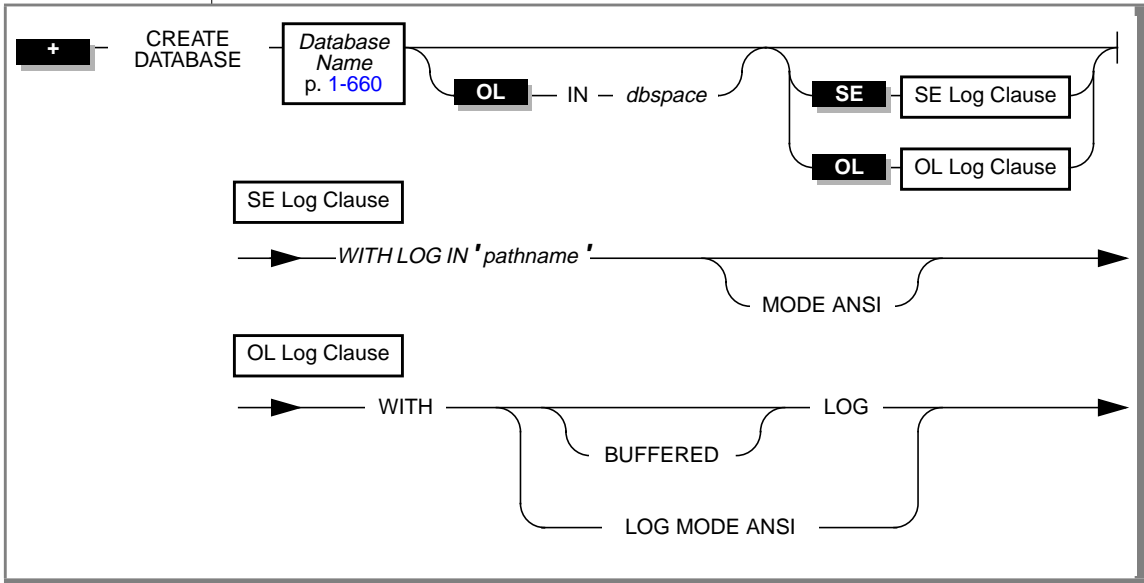 +
CREATE
DATABASE
Database
Name
p. 1-660
OL
IN
dbspace
SE
SE Log Clause
OL
OL Log Clause
SE Log Clause
WITH LOG IN ' pathname '
MODE ANSI
OL Log Clause
WITH
LOG
BUFFERED
LOG MODE ANSI